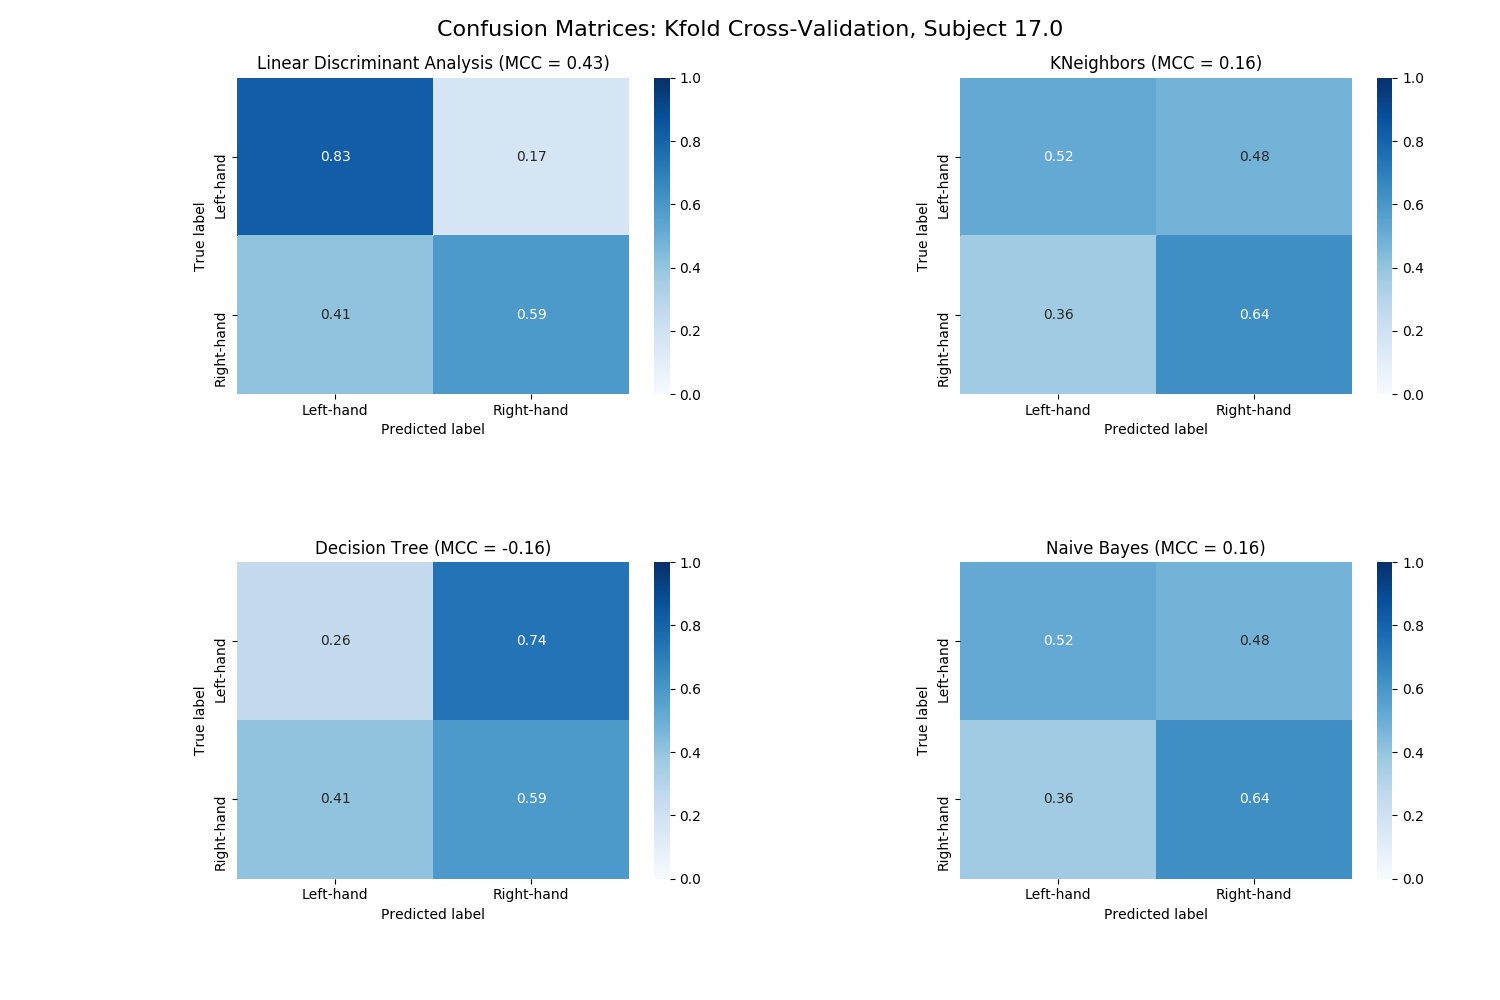 Confusion Matrices: Kfold Cross-Validation, Subject 17.0
Linear Discriminant Analysis (MCC = 0.43)
True label
Left-hand
Right-hand
0.83
0.17
0.41
0.59
Left-hand
Right-hand
Predicted label
1.0
0.8
0.6
0.4
0.2
0.0
KNeighbors (MCC = 0.16)
True label
Left-hand
Right-hand
0.52
0.48
0.36
0.64
Left-hand
Right-hand
Predicted label
1.0
0.8
0.6
0.4
0.2
0.0
Decision Tree (MCC = -0.16)
True label
Left-hand
Right-hand
0.26
0.74
0.41
0.59
Left-hand
Right-hand
Predicted label
1.0
0.8
0.6
0.4
0.2
0.0
Naive Bayes (MCC = 0.16)
True label
Left-hand
Right-hand
0.52
0.48
0.36
0.64
Left-hand
Right-hand
Predicted label
1.0
0.8
0.6
0.4
0.2
0.0